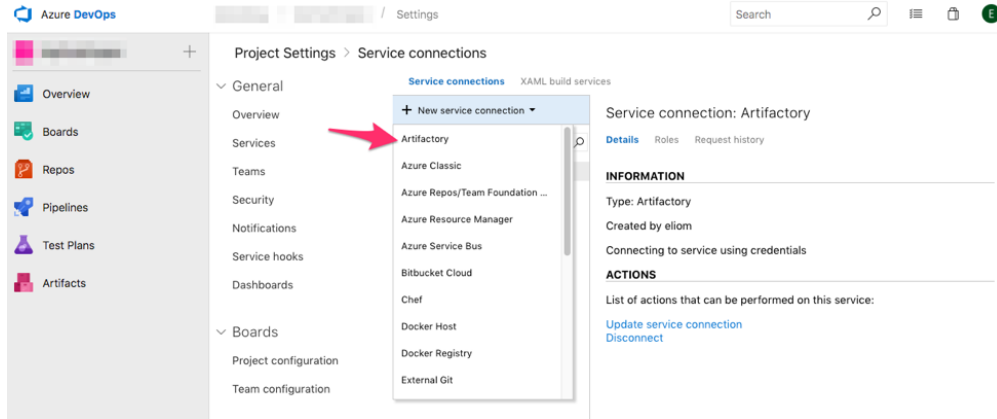 Azure DevOps
/ Settings
Search
E
Project Settings > Service connections
Overview
Boards
Repos
Pipelines
Test Plans
Artifacts
General
Overview
Services
Teams
Security
Notifications
Service hooks
Dashboards
Boards
Project configuration
Team configuration
Service connections XAML build services
+ New service connection
Artifactory
Azure Classic
Azure Repos/Team Foundation ...
Azure Resource Manager
Azure Service Bus
Bitbucket Cloud
Chef
Docker Host
Docker Registry
External Git
Service connection: Artifactory
Details Roles Request history
INFORMATION
Type: Artifactory
Created by eliom
Connecting to service using credentials
ACTIONS
List of actions that can be performed on this service:
Update service connection
Disconnect